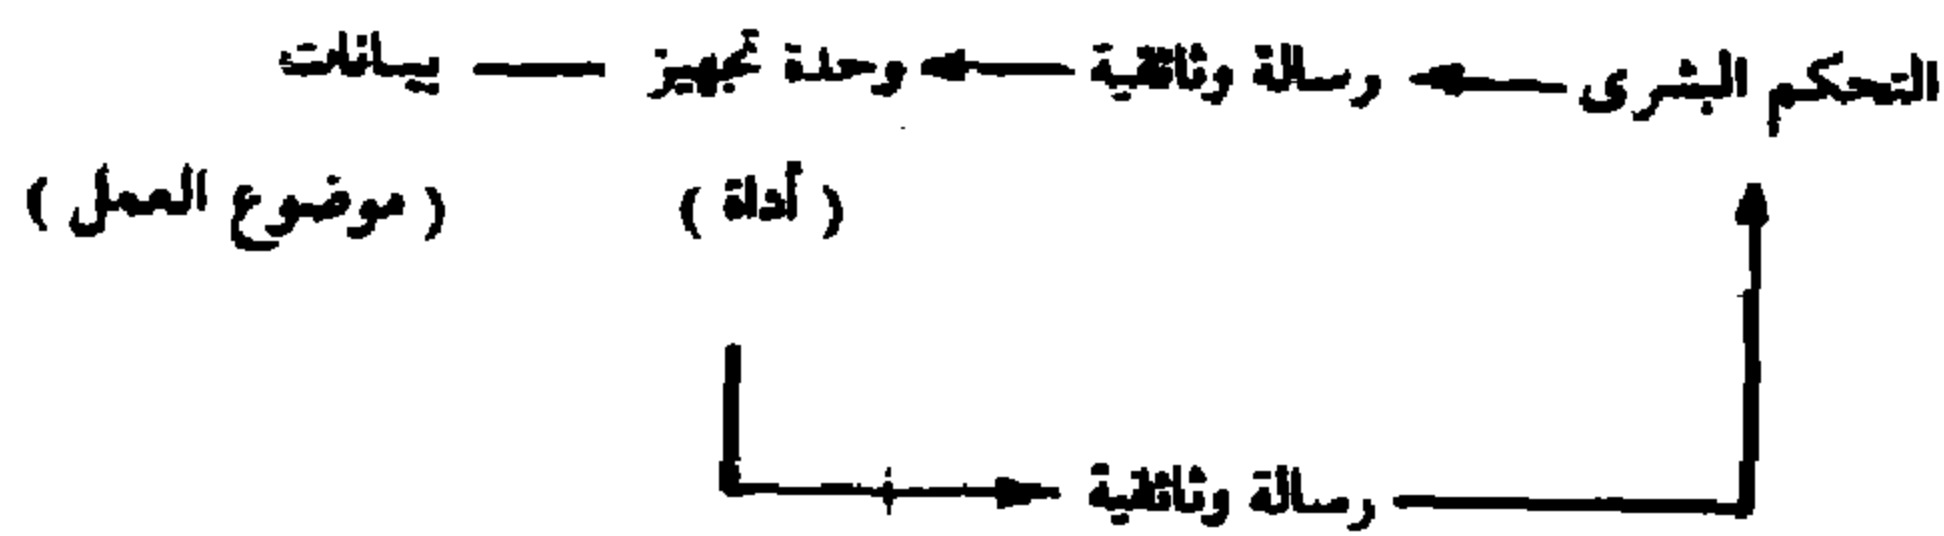 التحكم البشرى رسالة وثائقية وحدة تجهيز بيانات
( أداة ) ( موضوع العمل )
رسالة وثائقية